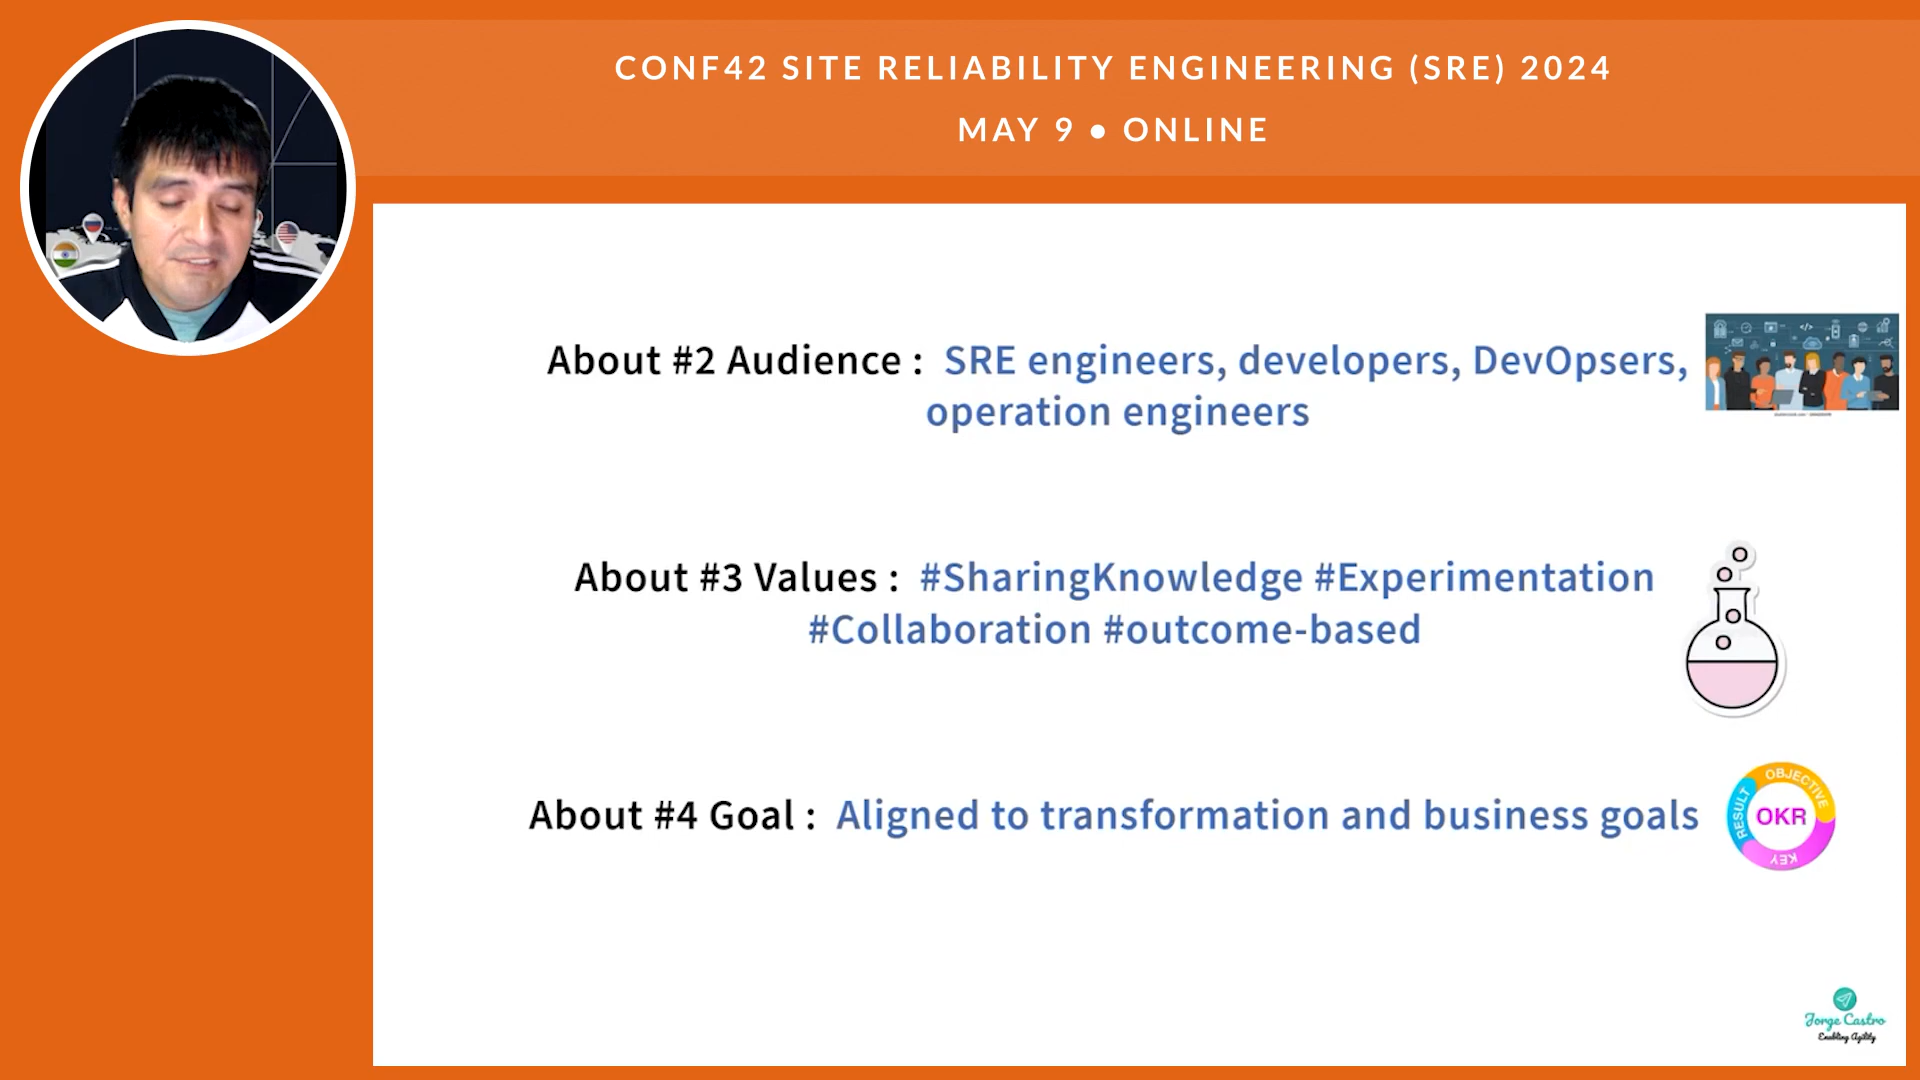 CONF42 SITE RELIABILITY ENGINEERING (SRE) 2024
MAY 9 ● ONLINE
About #2 Audience : SRE engineers, developers, DevOpsers,
operation engineers
About #3 Values : #SharingKnowledge #Experimentation
#Collaboration #outcome-based
About #4 Goal : Aligned to transformation and business goals
OBJECTIVE
RESULT
OKR
KEY
Jorge Castro
Enabling Agility